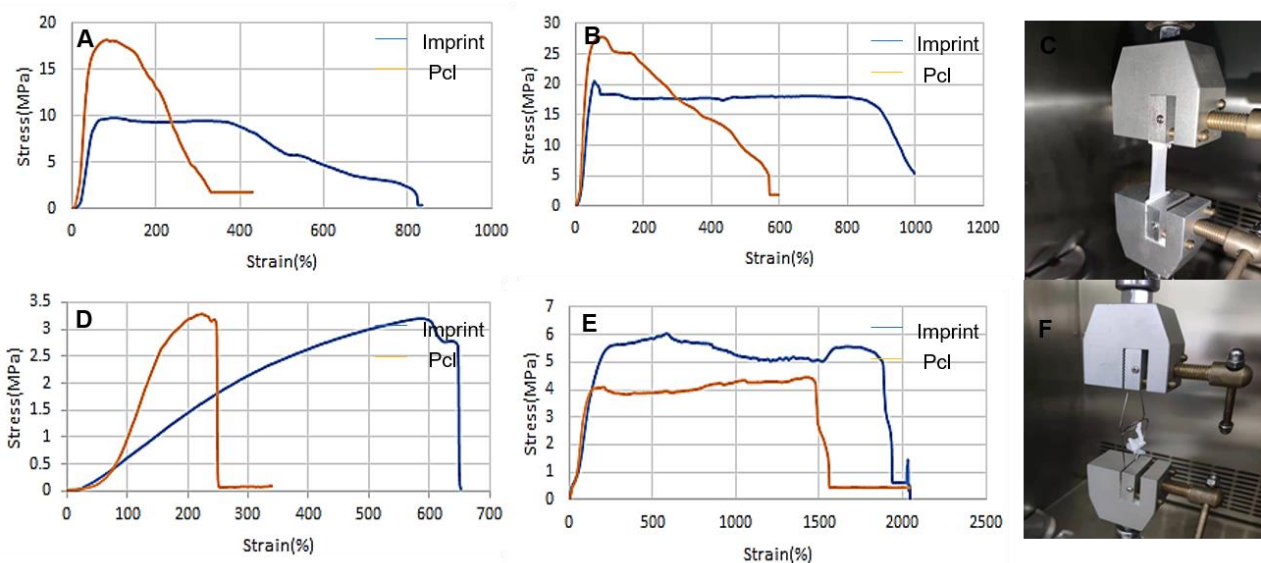 A
Imprint
Pcl
Stress(MPa)
20
15
10
5
0
0 200 400 600 800 1000
Strain(%)
B
Imprint
Pcl
Stress(MPa)
30
25
20
15
10
5
0
0 200 400 600 800 1000 1200
Strain(%)
C
D
Imprint
Pcl
Stress(MPa)
3.5
3
2.5
2
1.5
1
0.5
0
0 100 200 300 400 500 600 700
Strain(%)
E
Imprint
Pcl
Stress(MPa)
7
6
5
4
3
2
1
0
0 500 1000 1500 2000 2500
Strain(%)
F